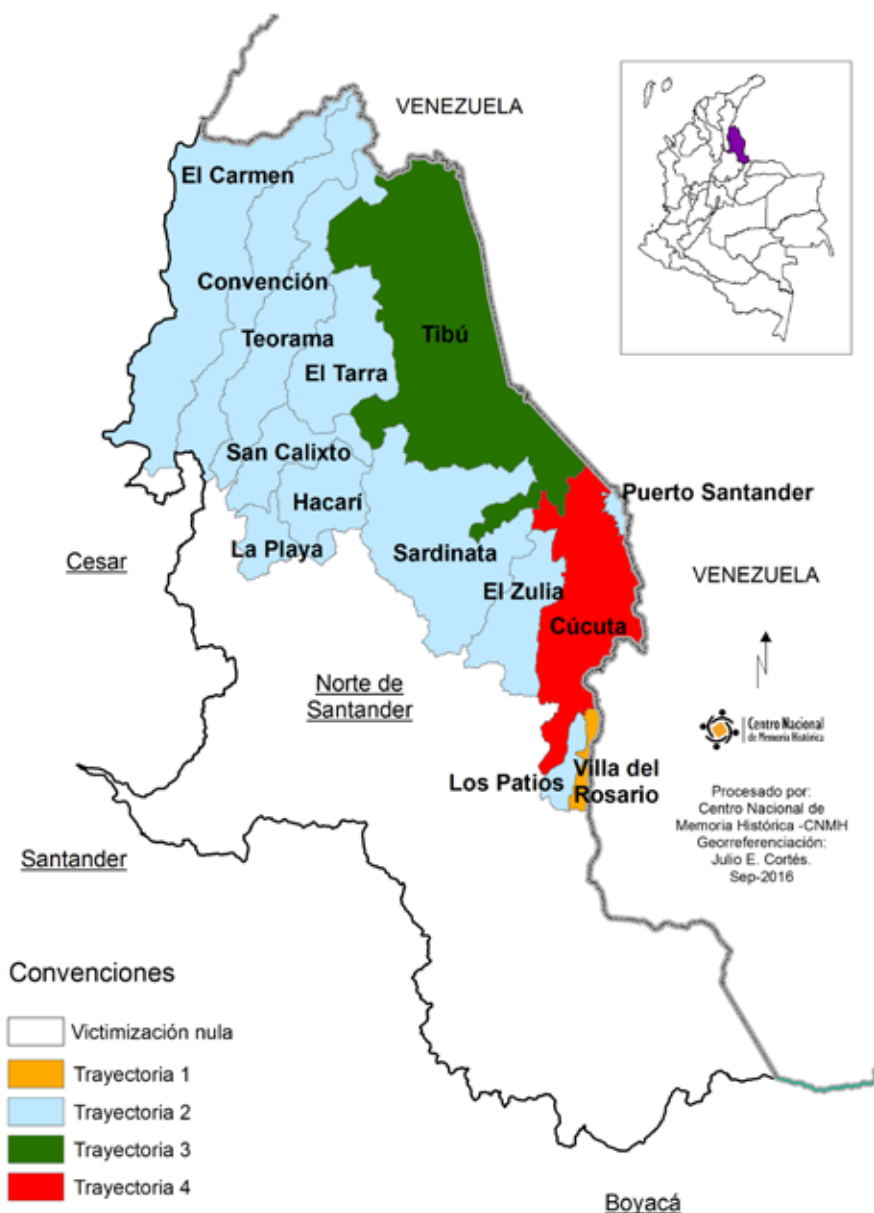 VENEZUELA
El Carmen
Convención
Teorama
Tibú
El Tarra
San Calixto
Hacarí
Puerto Santander
La Playa
Sardinata
Cesar
El Zulia
VENEZUELA
Cúcuta
Norte de
Santander
Centro Nacional
de Memoria Histórica
Los Patios
Villa del
Rosario
Procesado por:
Centro Nacional de
Memoria Histórica -CNMH
Georreferenciación:
Julio E. Cortés.
Sep-2016
Santander
Convenciones
Victimización nula
Trayectoria 1
Trayectoria 2
Trayectoria 3
Trayectoria 4
Boyacá